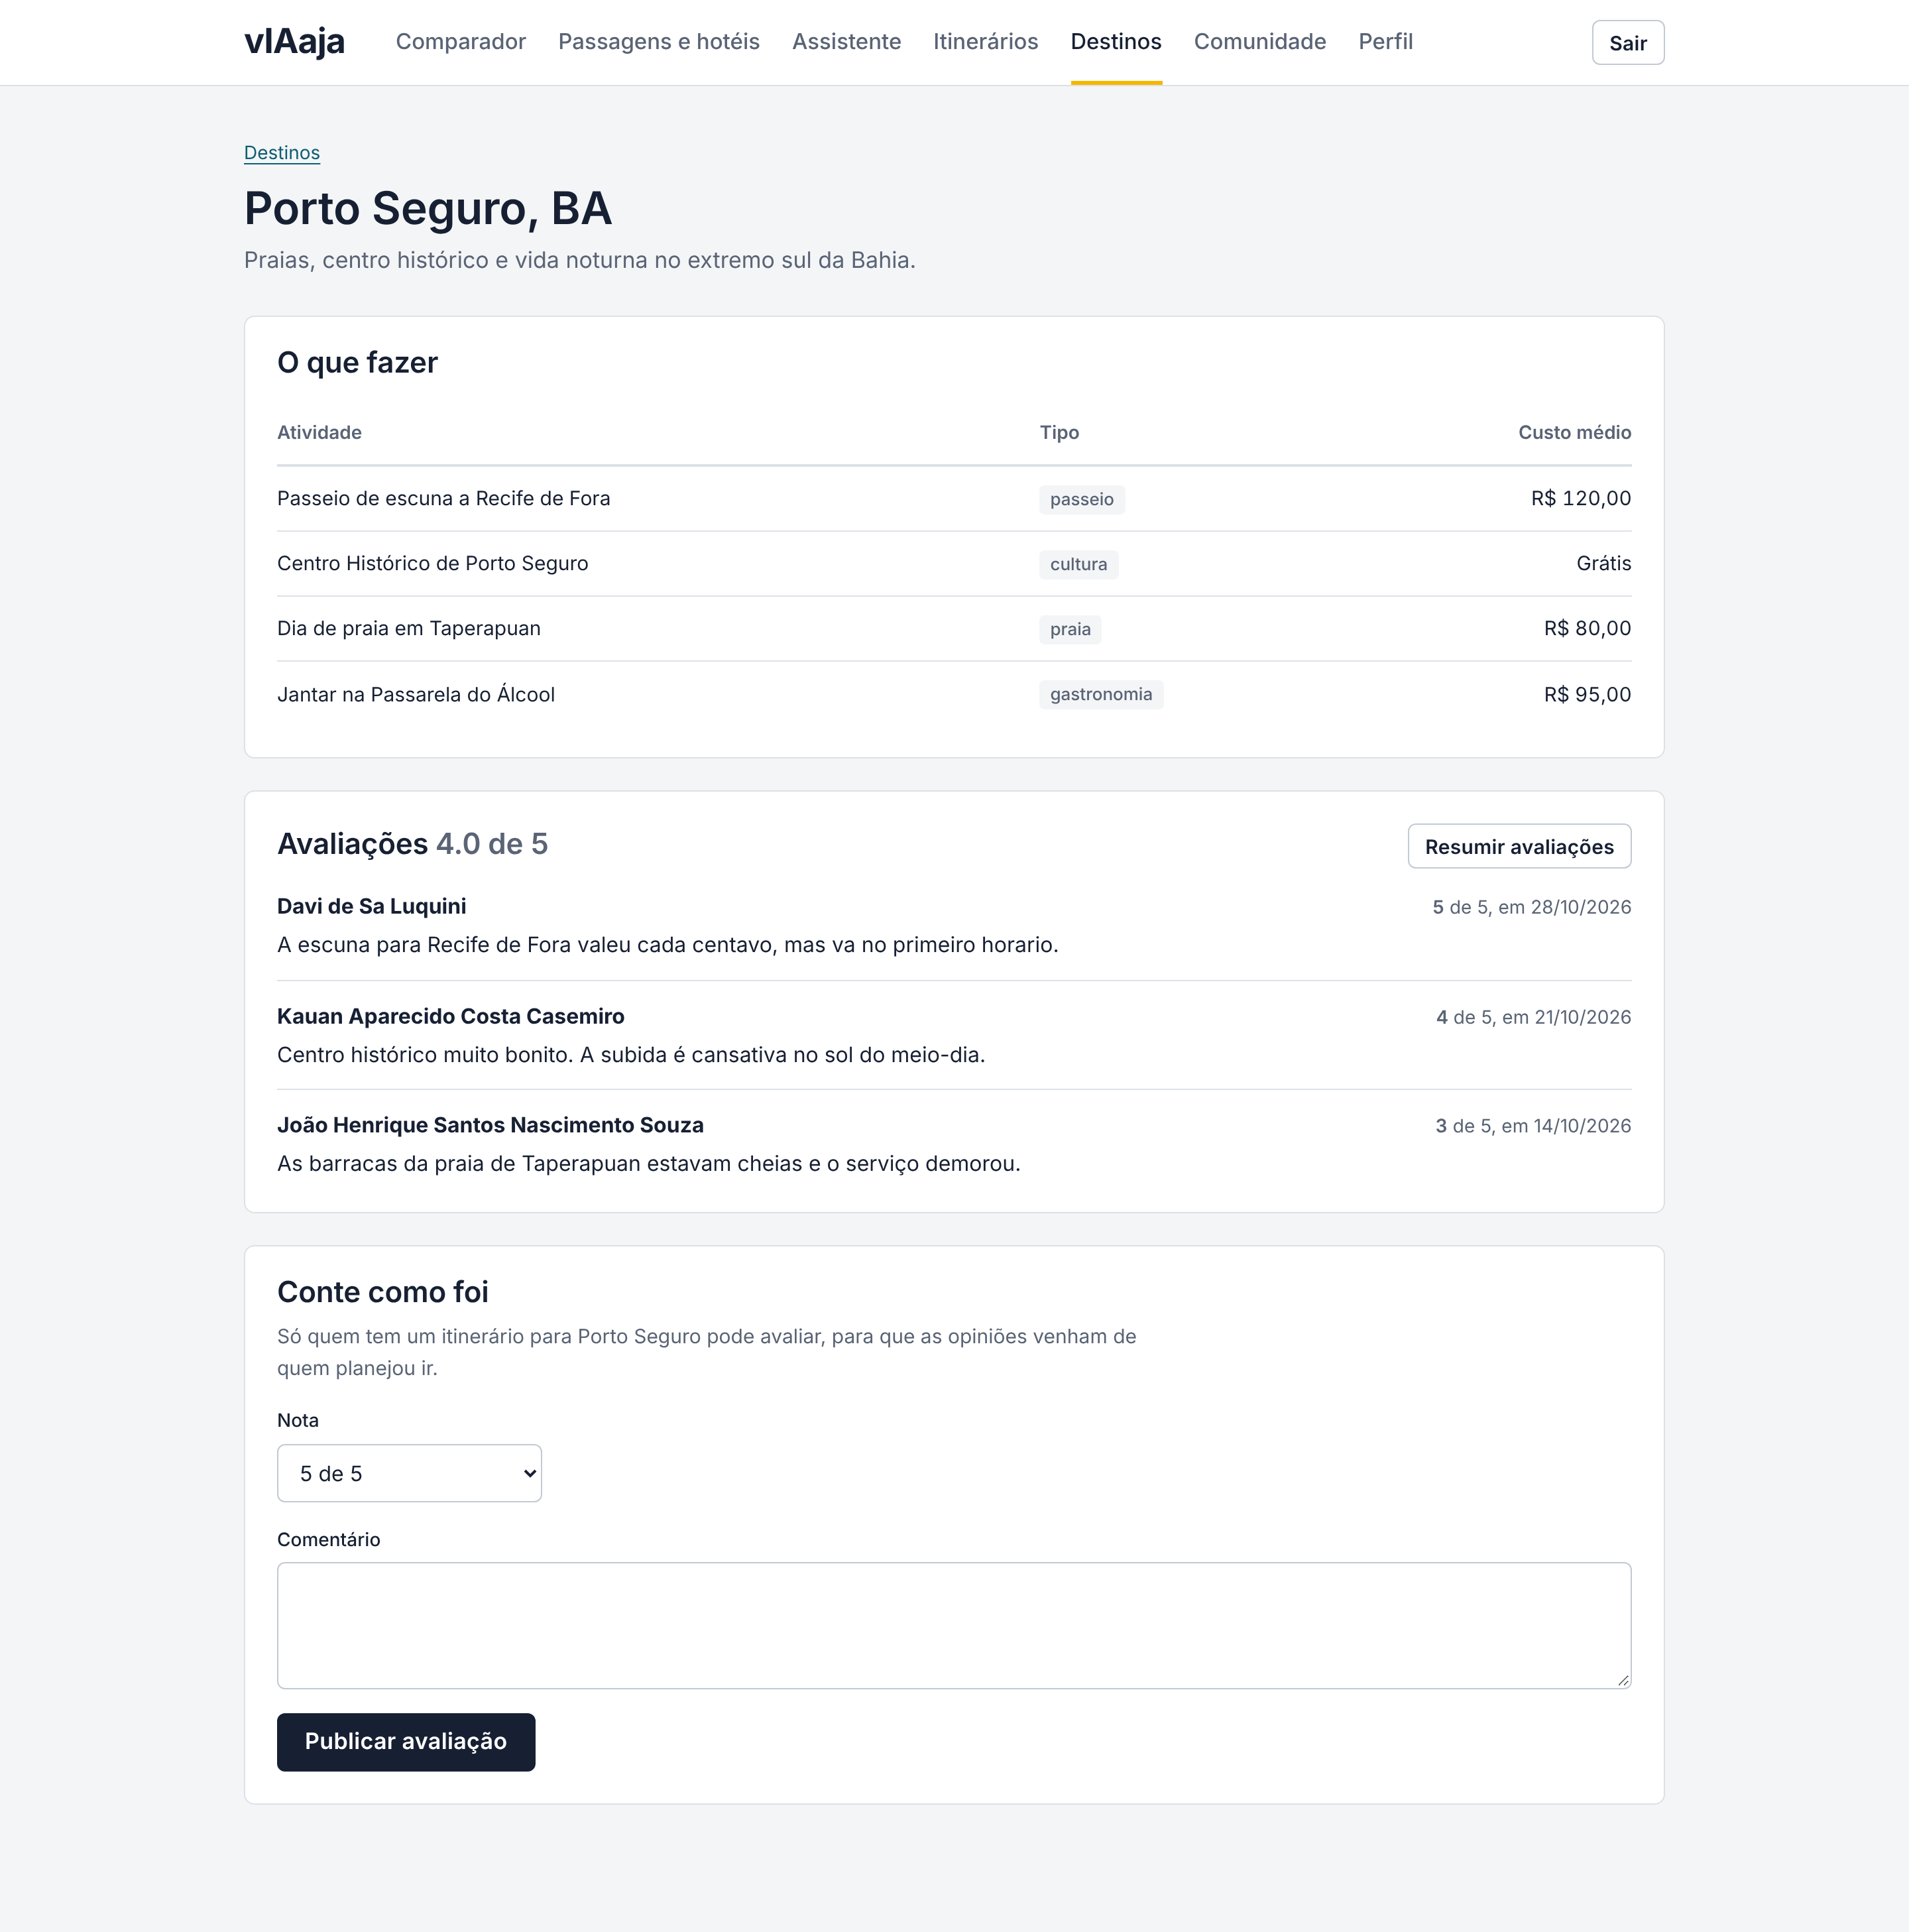 vIAaja Comparador Passagens e hotéis Assistente Itinerários Destinos Comunidade Perfil Sair
Destinos
Porto Seguro, BA
Praias, centro histórico e vida noturna no extremo sul da Bahia.
O que fazer
Atividade Tipo Custo médio
Passeio de escuna a Recife de Fora passeio R$ 120,00
Centro Histórico de Porto Seguro cultura Grátis
Dia de praia em Taperapuan praia R$ 80,00
Jantar na Passarela do Álcool gastronomia R$ 95,00
Avaliações 4.0 de 5 Resumir avaliações
Davi de Sa Luquini 5 de 5, em 28/10/2026
A escuna para Recife de Fora valeu cada centavo, mas va no primeiro horario.
Kauan Aparecido Costa Casemiro 4 de 5, em 21/10/2026
Centro histórico muito bonito. A subida é cansativa no sol do meio-dia.
João Henrique Santos Nascimento Souza 3 de 5, em 14/10/2026
As barracas da praia de Taperapuan estavam cheias e o serviço demorou.
Conte como foi
Só quem tem um itinerário para Porto Seguro pode avaliar, para que as opiniões venham de
quem planejou ir.
Nota
5 de 5
Comentário
Publicar avaliação